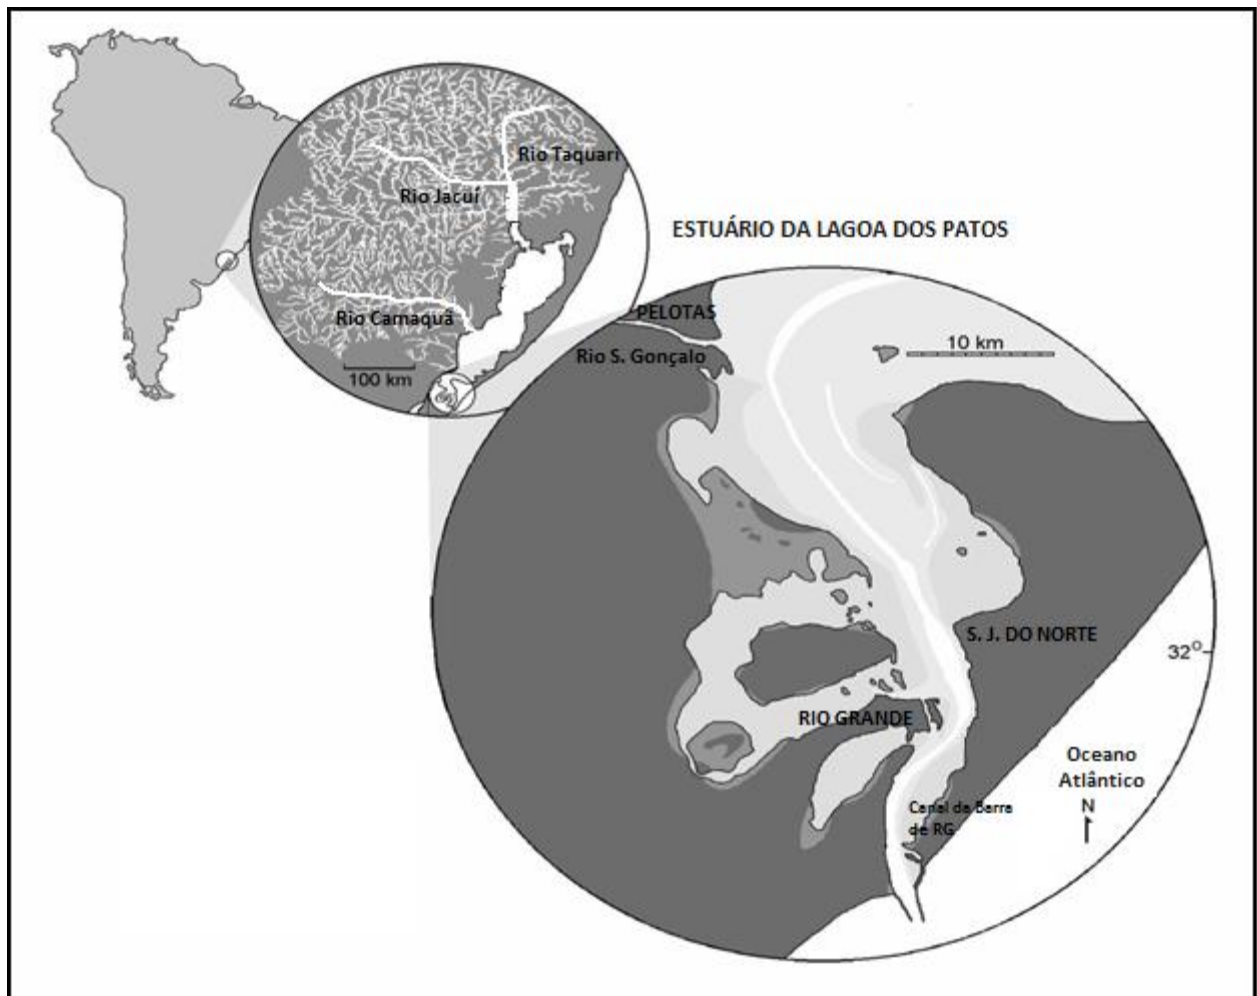 Rio Taquari
Rio Jacuí
Rio Camaquã
100 km
ESTUÁRIO DA LAGOA DOS PATOS
PELOTAS
Rio S. Gonçalo
10 km
S. J. DO NORTE
32°
RIO GRANDE
Oceano
Atlântico
N
Canal da Barra
de RG